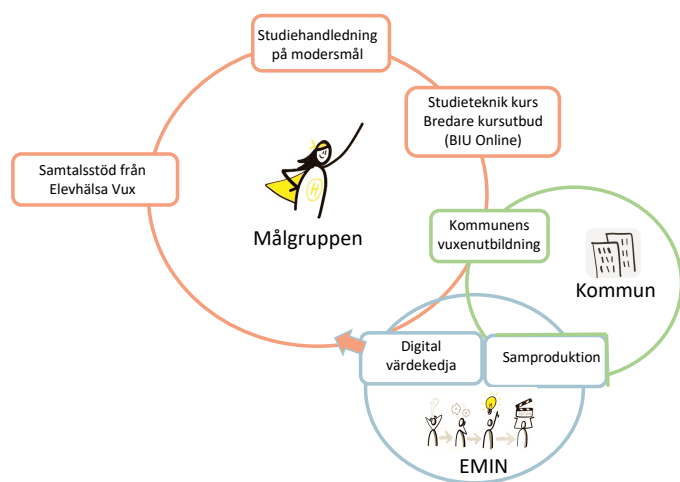 Studiehandledning
på modersmål
Studieteknik kurs
Bredare kursutbud
(BIU Online)
Samtalsstöd från
Elevhälsa Vux
H
Målgruppen
Kommunens
vuxenutbildning
Kommun
Digital
värdekedja
Samproduktion
EMIN